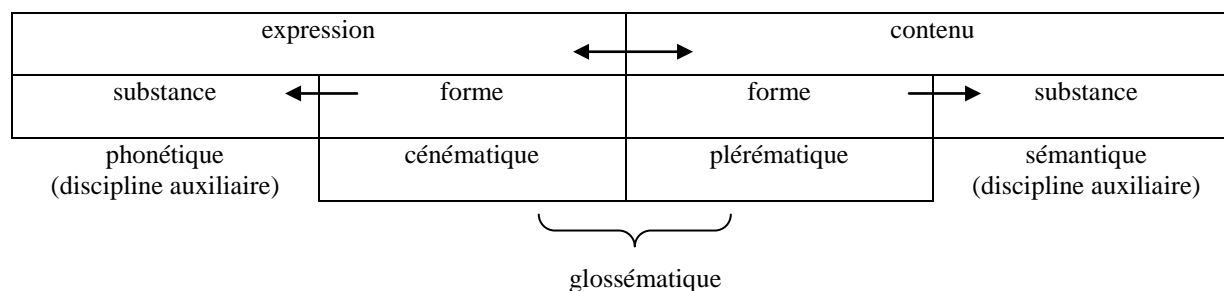 expression contenu
substance forme forme substance
phonétique cénématique plérématique sémantique
(discipline auxiliaire) (discipline auxiliaire)
glossématique